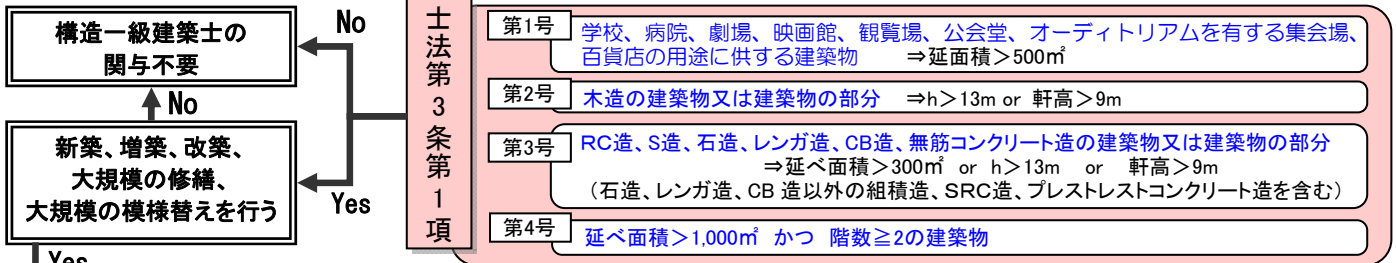 構造一級建築士の
関与不要
No
No
新築、増築、改築、
大規模の修繕、
大規模の模様替えを行う
Yes
Yes
士法第3条第1項
第1号
学校、病院、劇場、映画館、観覧場、公会堂、オーディトリアムを有する集会場、
百貨店の用途に供する建築物 ⇒延面積＞500㎡
第2号
木造の建築物又は建築物の部分 ⇒h＞13m or 軒高＞9m
第3号
RC造、S造、石造、レンガ造、CB造、無筋コンクリート造の建築物又は建築物の部分
⇒延べ面積＞300㎡ or h＞13m or 軒高＞9m
（石造、レンガ造、CB 造以外の組積造、SRC造、プレストレストコンクリート造を含む）
第4号
延べ面積＞1,000㎡ かつ 階数≧2の建築物